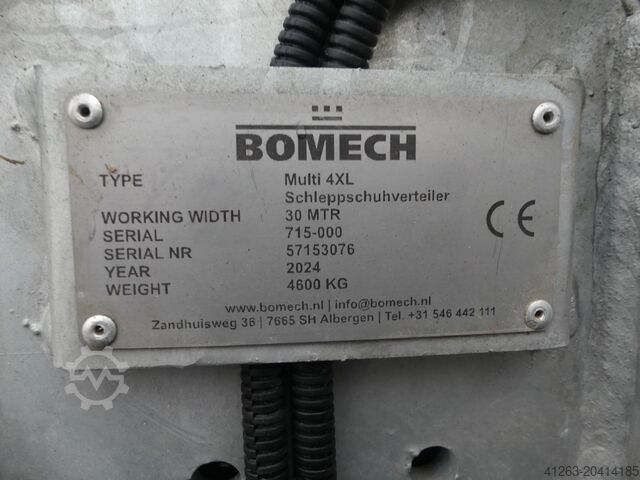 BOMECH
TYPE Multi 4XL
Schleppschuhverteiler
WORKING WIDTH 30 MTR
SERIAL 715-000
SERIAL NR 57153076
YEAR 2024
WEIGHT 4600 KG
www.bomech.nl | info@bomech.nl
Zandhuisweg 36 | 7665 SH Albergen | Tel. +31 546 442 111
CE
41263-20414185